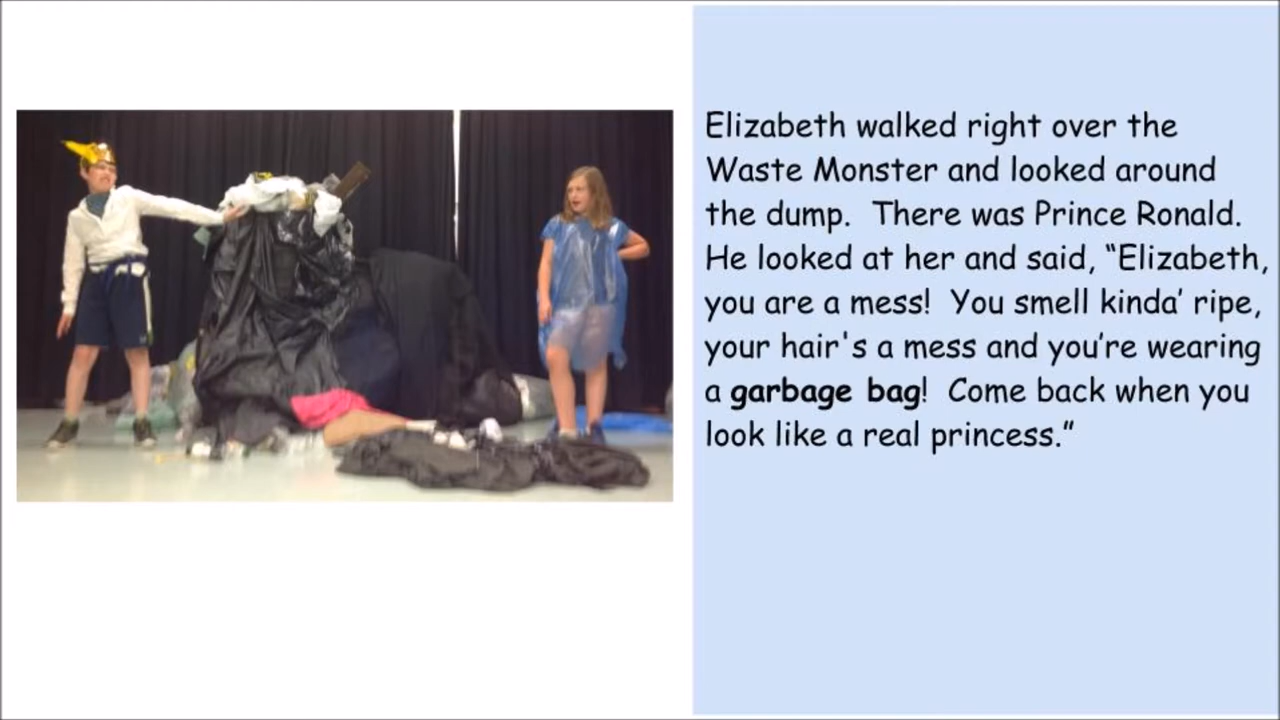 Elizabeth walked right over the
Waste Monster and looked around
the dump.  There was Prince Ronald.
He looked at her and said, “Elizabeth,
you are a mess!  You smell kinda’ ripe,
your hair's a mess and you’re wearing
a garbage bag!  Come back when you
look like a real princess.”